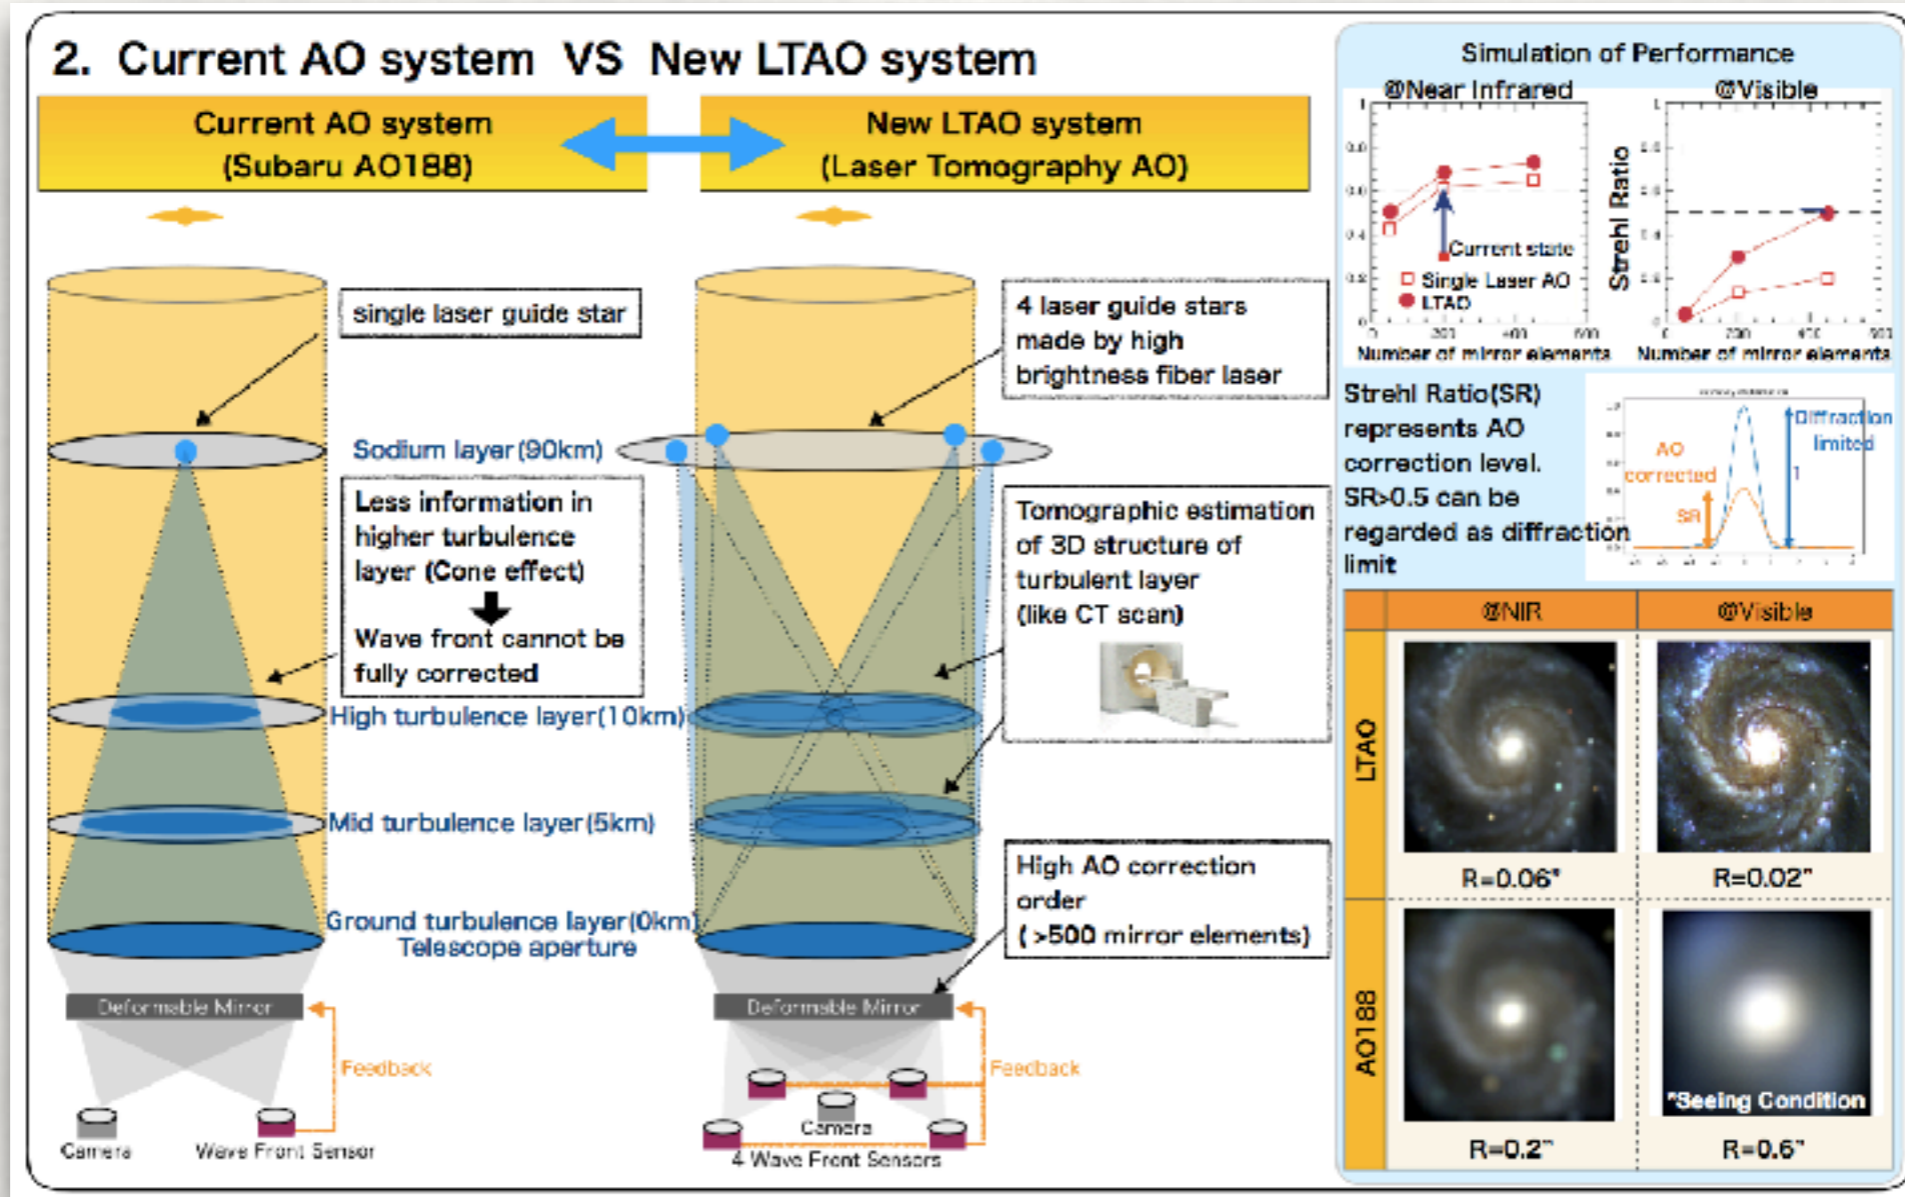 2. Current AO system VS New LTAO system
Current AO system
(Subaru AO188)
New LTAO system
(Laser Tomography AO)
single laser guide star
Sodium layer(90km)
Less information in
higher turbulence
layer (Cone effect)
Wave front cannot be
fully corrected
High turbulence layer(10km)
Mid turbulence layer(5km)
Ground turbulence layer(0km)
Telescope aperture
Deformable Mirror
Feedback
Camera
Wave Front Sensor
4 laser guide stars
made by high
brightness fiber laser
Tomographic estimation
of 3D structure of
turbulent layer
(like CT scan)
High AO correction
order
( >500 mirror elements)
Deformable Mirror
Feedback
Camera
4 Wave Front Sensors
Simulation of Performance
@Near Infrared
@Visible
Current state
Single Laser AO
LTAO
Number of mirror elements
Strehl Ratio
Number of mirror elements
Strehl Ratio(SR)
represents AO
correction level.
SR>0.5 can be
regarded as diffraction
limit
AO
corrected
SR
Diffraction
limited
1
@NIR
@Visible
LTAO
R=0.06"
R=0.02"
AO188
*Seeing Condition
R=0.2"
R=0.6"